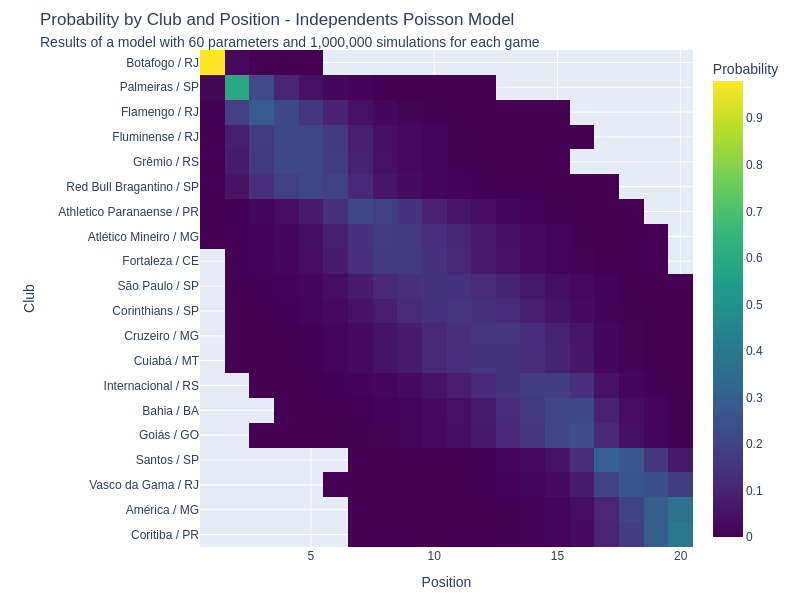 Probability by Club and Position - Independents Poisson Model
Results of a model with 60 parameters and 1,000,000 simulations for each game
Botafogo / RJ
Palmeiras / SP
Flamengo / RJ
Fluminense / RJ
Grêmio / RS
Red Bull Bragantino / SP
Athletico Paranaense / PR
Atlético Mineiro / MG
Fortaleza / CE
São Paulo / SP
Corinthians / SP
Cruzeiro / MG
Cuiabá / MT
Internacional / RS
Bahia / BA
Goiás / GO
Santos / SP
Vasco da Gama / RJ
América / MG
Coritiba / PR
Club
5
10
15
20
Position
Probability
0.9
0.8
0.7
0.6
0.5
0.4
0.3
0.2
0.1
0